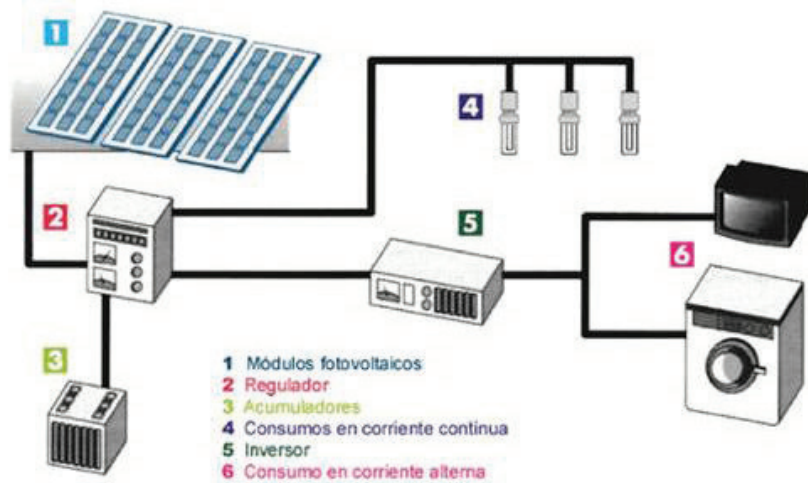 1
2
3
4
5
6
1 Módulos fotovoltaicos
2 Regulador
3 Acumuladores
4 Consumos en corriente continua
5 Inversor
6 Consumo en corriente alterna